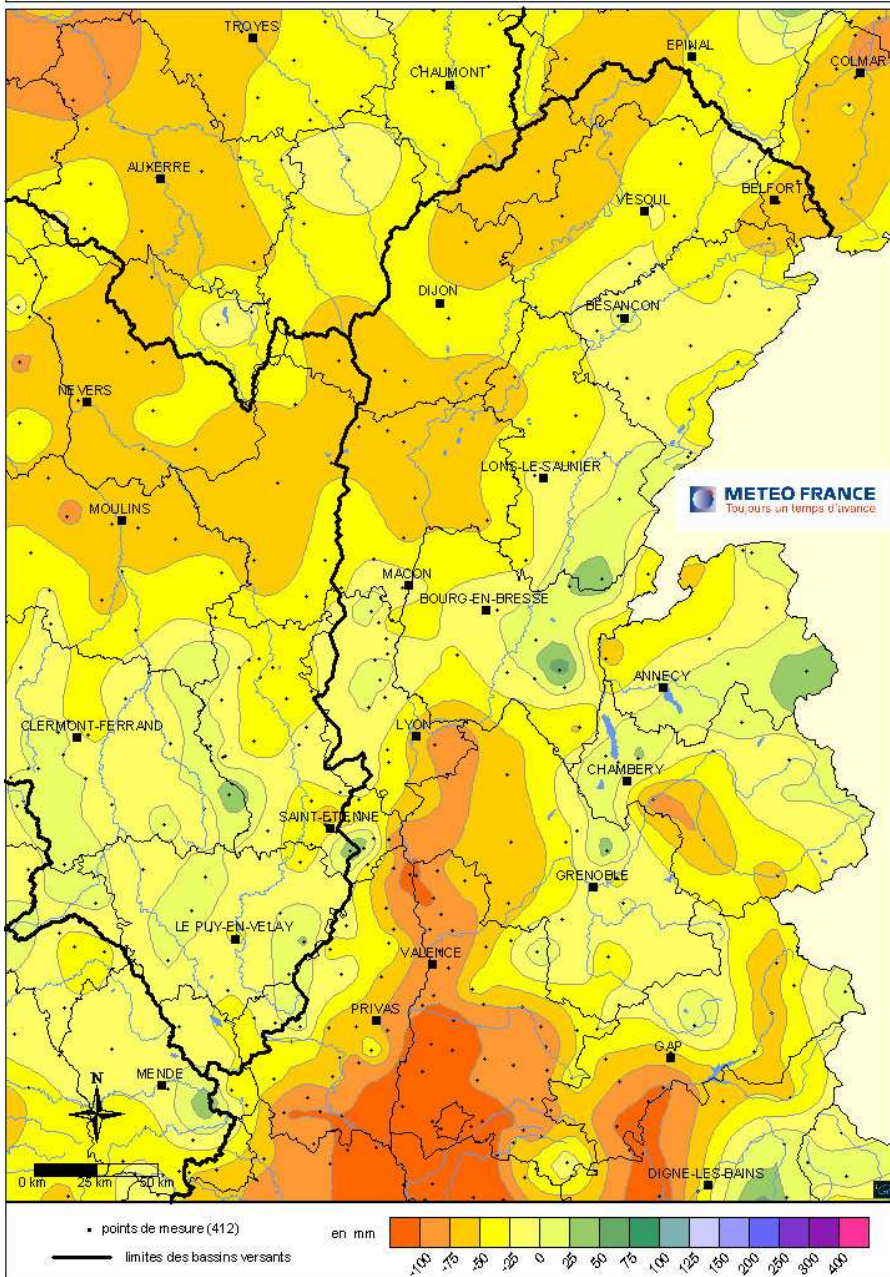 TROYES
EPINAL
CHAUMONT
COLMAR
AUXERRE
BELFORT
VESOUL
DIJON
BESANCON
NEVERS
LONS-LE-SAUNIER
METEO FRANCE
Toujours un temps d'avance
MOULINS
MACON
BOURG-EN-BRESSE
ANNECY
CLERMONT-FERRAND
LYON
CHAMBERY
SAINT-ETIENNE
GRENOBLE
LE PUY-EN-VELAY
VALENCE
PRIVAS
GAP
MENDE
N
DIGNE-LES-BAINS
0 km 25 km 50 km
points de mesure (412)
limites des bassins versants
en mm
-100 -75 -50 -25 0 25 50 75 100 125 150 200 250 300 400